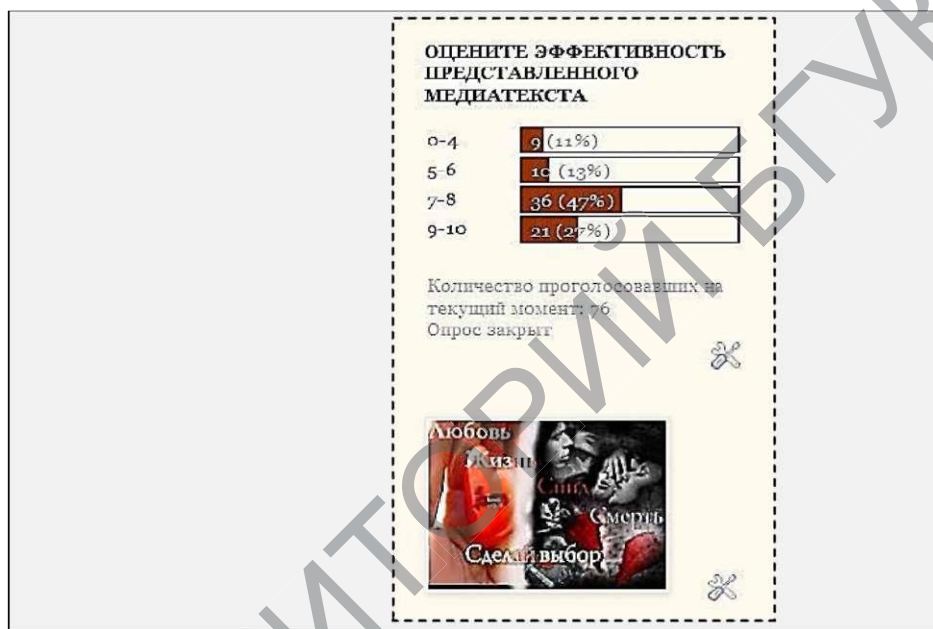 ОЦЕНИТЕ ЭФФЕКТИВНОСТЬ
ПРЕДСТАВЛЕННОГО
МЕДИАТЕКСТА
0-4 9 (11%)
5-6 10 (13%)
7-8 36 (47%)
9-10 21 (27%)
Количество проголосовавших на
текущий момент: 76
Опрос закрыт
Любовь
Жизнь
Смерть
Сделай выбор